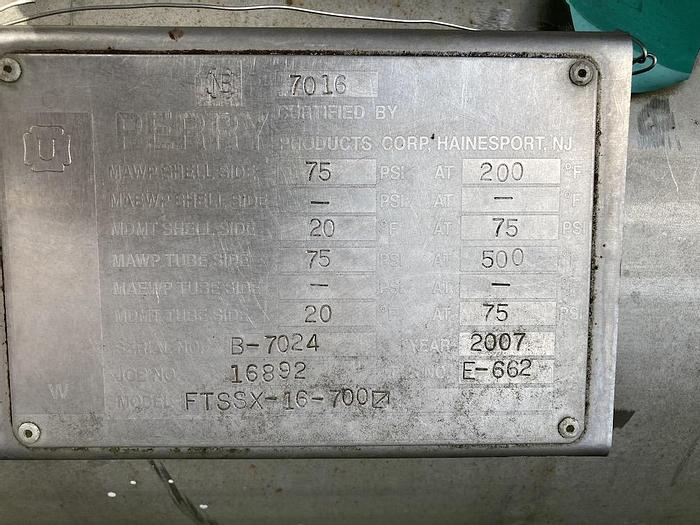 NB 7016
CERTIFIED BY
U PERRY PRODUCTS CORP, HAINESPORT, NJ
MAWP SHELL SIDE 75 PSI AT 200 °F
MAEWP SHELL SIDE – PSI AT – °F
MDMT SHELL SIDE 20 °F AT 75 PSI
MAWP TUBE SIDE 75 PSI AT 500 °F
MAEWP TUBE SIDE – PSI AT – °F
MDMT TUBE SIDE 20 °F AT 75 PSI
SERIAL NO. B-7024 YEAR 2007
JOB NO. 16892 NO. E-662
W MODEL FTSSX-16-700